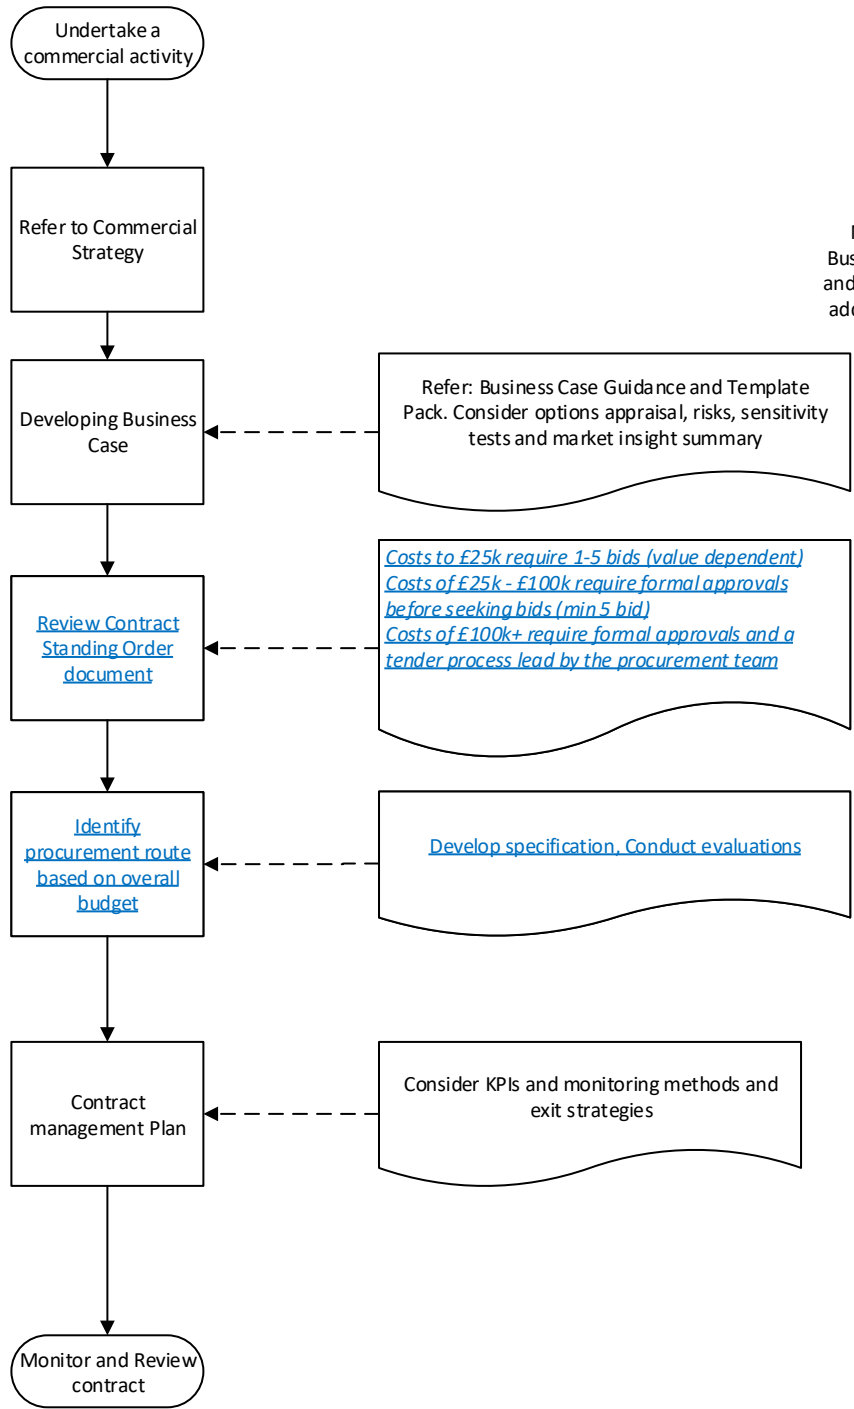 Undertake a
commercial activity
Refer to Commercial
Strategy
and
Developing Business
Case
Refer: Business Case Guidance and Template
Pack. Consider options appraisal, risks, sensitivity
tests and market insight summary
Review Contract
Standing Order
document
Costs to £25k require 1-5 bids (value dependent)
Costs of £25k - £100k require formal approvals
before seeking bids (min 5 bid)
Costs of £100k+ require formal approvals and a
tender process lead by the procurement team
Identify
procurement route
based on overall
budget
Develop specification, Conduct evaluations
Contract
management Plan
Consider KPIs and monitoring methods and
exit strategies
Monitor and Review
contract